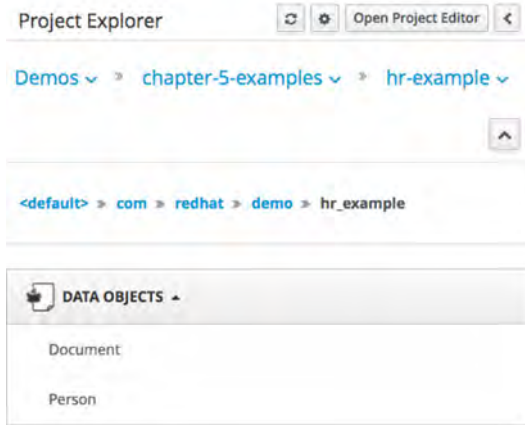 Project Explorer Open Project Editor
Demos » chapter-5-examples » hr-example
<default> » com » redhat » demo » hr_example
DATA OBJECTS
Document
Person